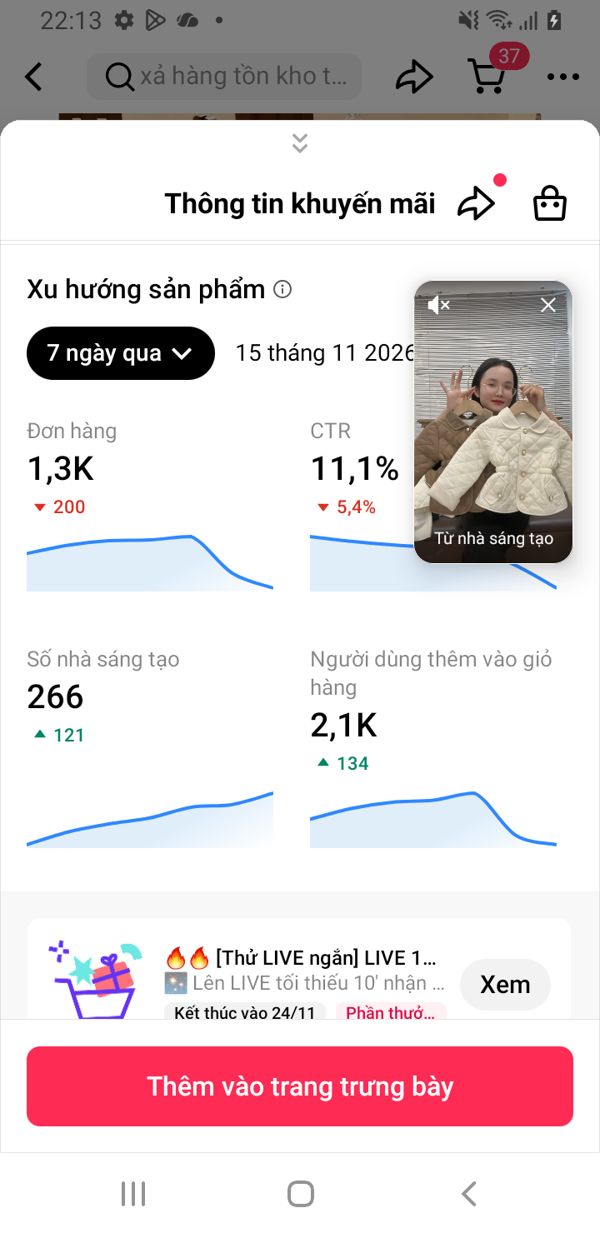 22:13
37
xả hàng tồn kho t...
Thông tin khuyến mãi
Xu hướng sản phẩm
7 ngày qua
15 tháng 11 2026
Đơn hàng
1,3K
200
CTR
11,1%
5,4%
Từ nhà sáng tạo
Số nhà sáng tạo
266
121
Người dùng thêm vào giỏ
hàng
2,1K
134
🔥🔥 [Thử LIVE ngắn] LIVE 1...
Lên LIVE tối thiếu 10' nhận ...
Kết thúc vào 24/11
Phần thưở...
Xem
Thêm vào trang trưng bày